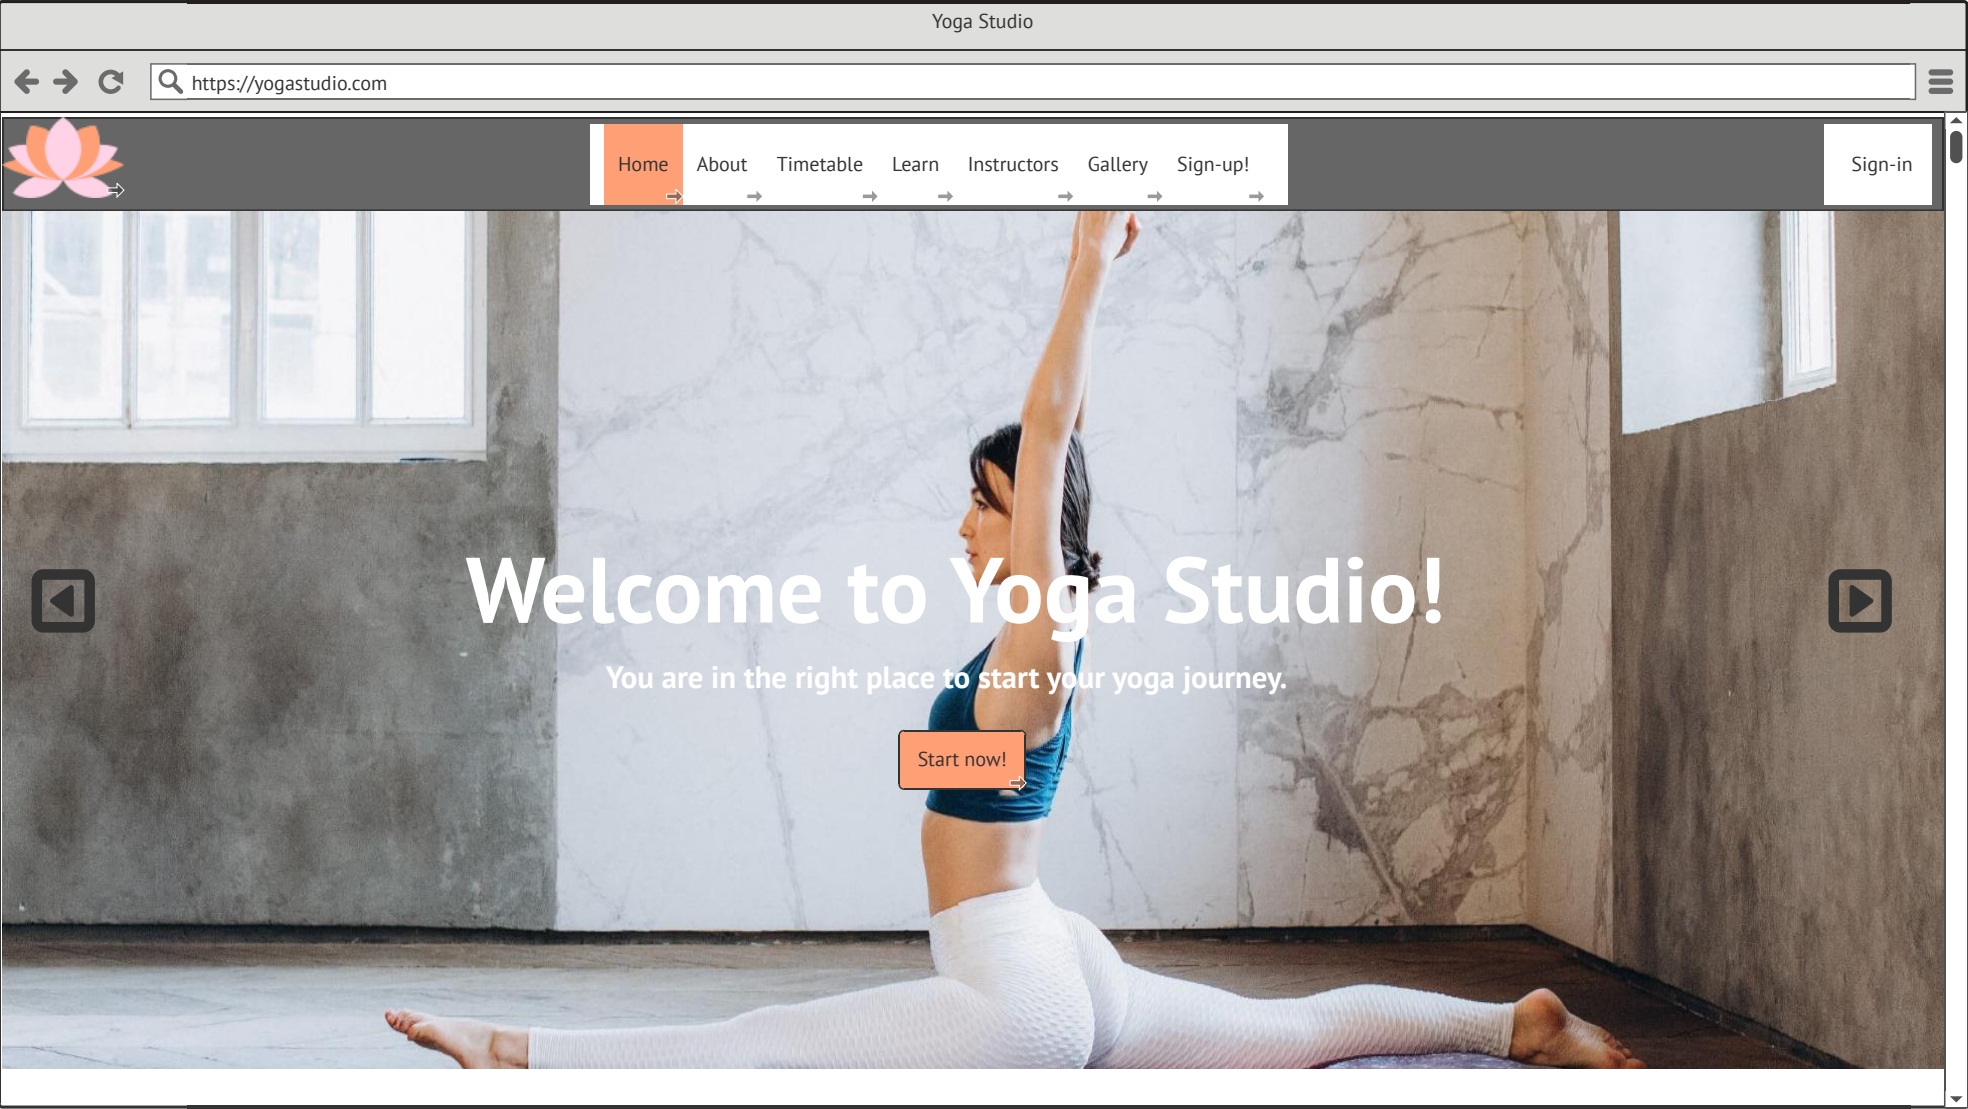 Yoga Studio
https://yogastudio.com
Home About Timetable Learn Instructors Gallery Sign-up! Sign-in
Welcome to Yoga Studio!
You are in the right place to start your yoga journey.
Start now!